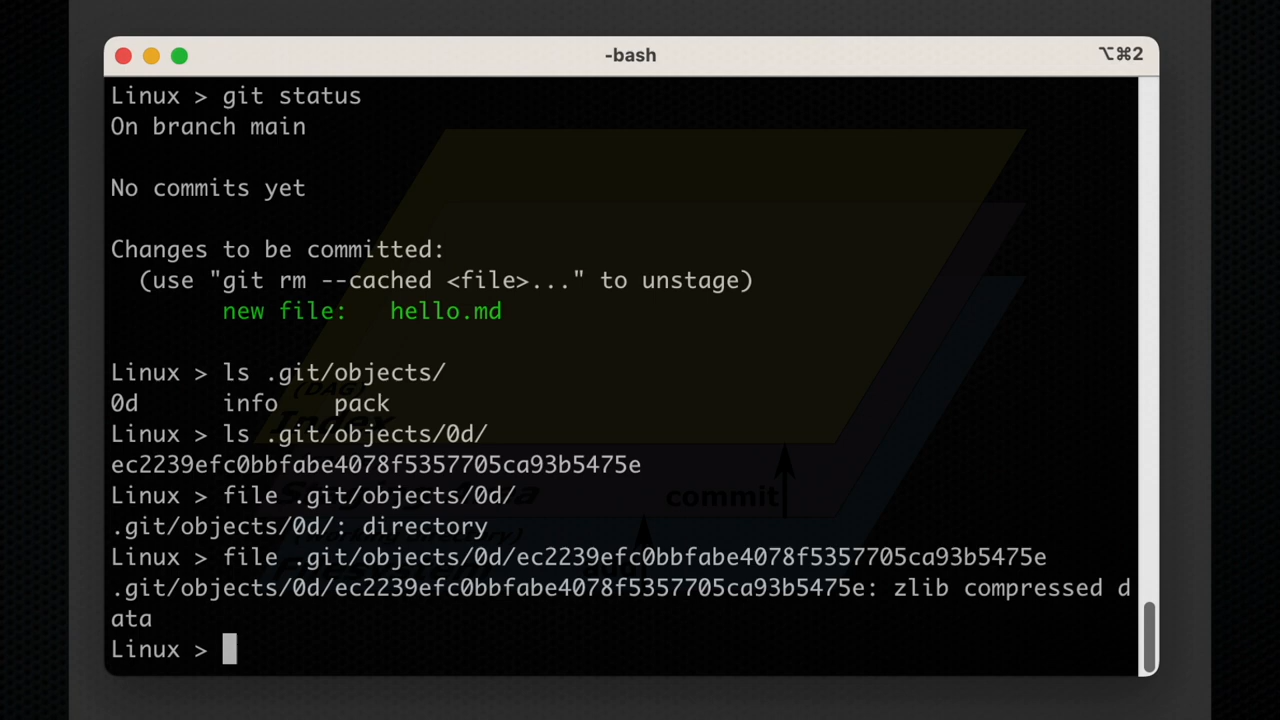 -bash
⌥⌘2
Linux > git status
On branch main
No commits yet
Changes to be committed:
(use "git rm --cached <file>..." to unstage)
new file: hello.md
Linux > ls .git/objects/
0d info pack
Linux > ls .git/objects/0d/
ec2239efc0bbfabe4078f5357705ca93b5475e
Linux > file .git/objects/0d/
.git/objects/0d/: directory
Linux > file .git/objects/0d/ec2239efc0bbfabe4078f5357705ca93b5475e
.git/objects/0d/ec2239efc0bbfabe4078f5357705ca93b5475e: zlib compressed d
ata
Linux >
(DAG)
Index
commit